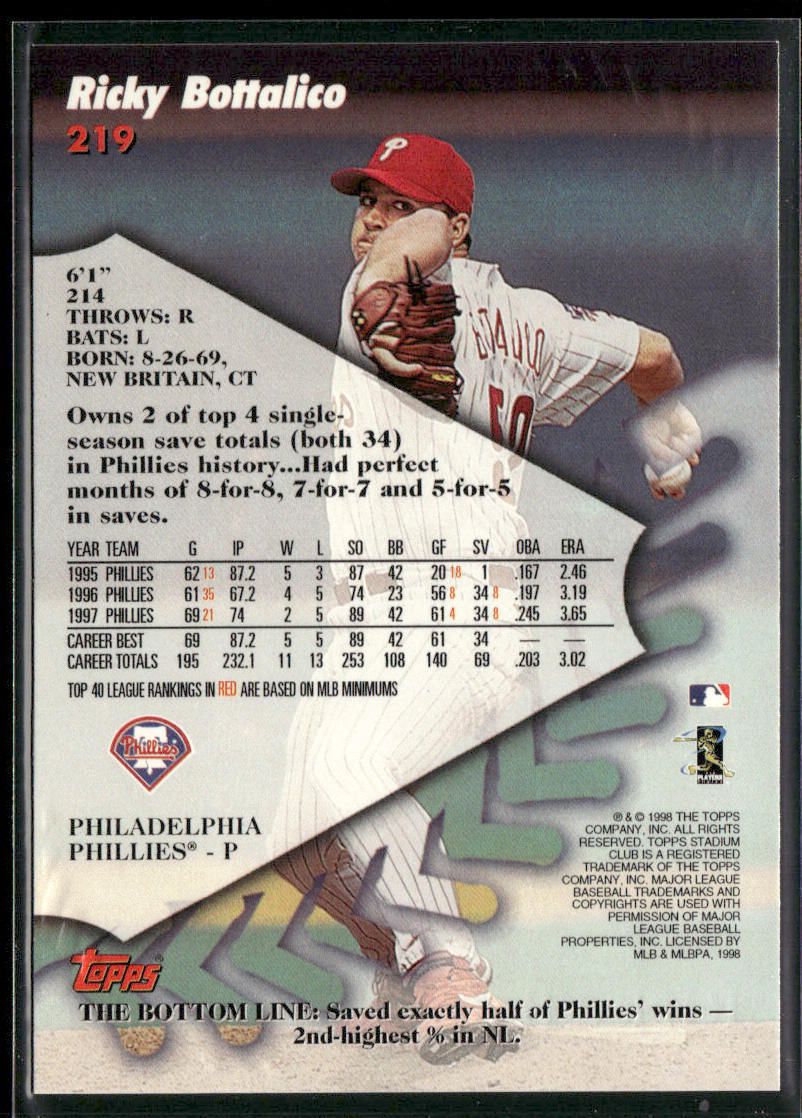 Ricky Bottalico
219
P
6'1"
214
THROWS: R
BATS: L
BORN: 8-26-69,
NEW BRITAIN, CT
Owns 2 of top 4 single-
season save totals (both 34)
in Phillies history...Had perfect
months of 8-for-8, 7-for-7 and 5-for-5
in saves.
YEAR TEAM G IP W L SO BB GF SV OBA ERA
1995 PHILLIES 62 13 87.2 5 3 87 42 20 18 1 .167 2.46
1996 PHILLIES 61 35 67.2 4 5 74 23 56 8 34 8 .197 3.19
1997 PHILLIES 69 21 74 2 5 89 42 61 4 34 8 .245 3.65
CAREER BEST 69 87.2 5 5 89 42 61 34 — —
CAREER TOTALS 195 232.1 11 13 253 108 140 69 .203 3.02
TOP 40 LEAGUE RANKINGS IN RED ARE BASED ON MLB MINIMUMS
Phillies
PHILADELPHIA
PHILLIES® - P
® & © 1998 THE TOPPS
COMPANY, INC. ALL RIGHTS
RESERVED. TOPPS STADIUM
CLUB IS A REGISTERED
TRADEMARK OF THE TOPPS
COMPANY, INC. MAJOR LEAGUE
BASEBALL TRADEMARKS AND
COPYRIGHTS ARE USED WITH
PERMISSION OF MAJOR
LEAGUE BASEBALL
PROPERTIES, INC. LICENSED BY
MLB & MLBPA, 1998
Topps®
THE BOTTOM LINE: Saved exactly half of Phillies' wins —
2nd-highest % in NL.